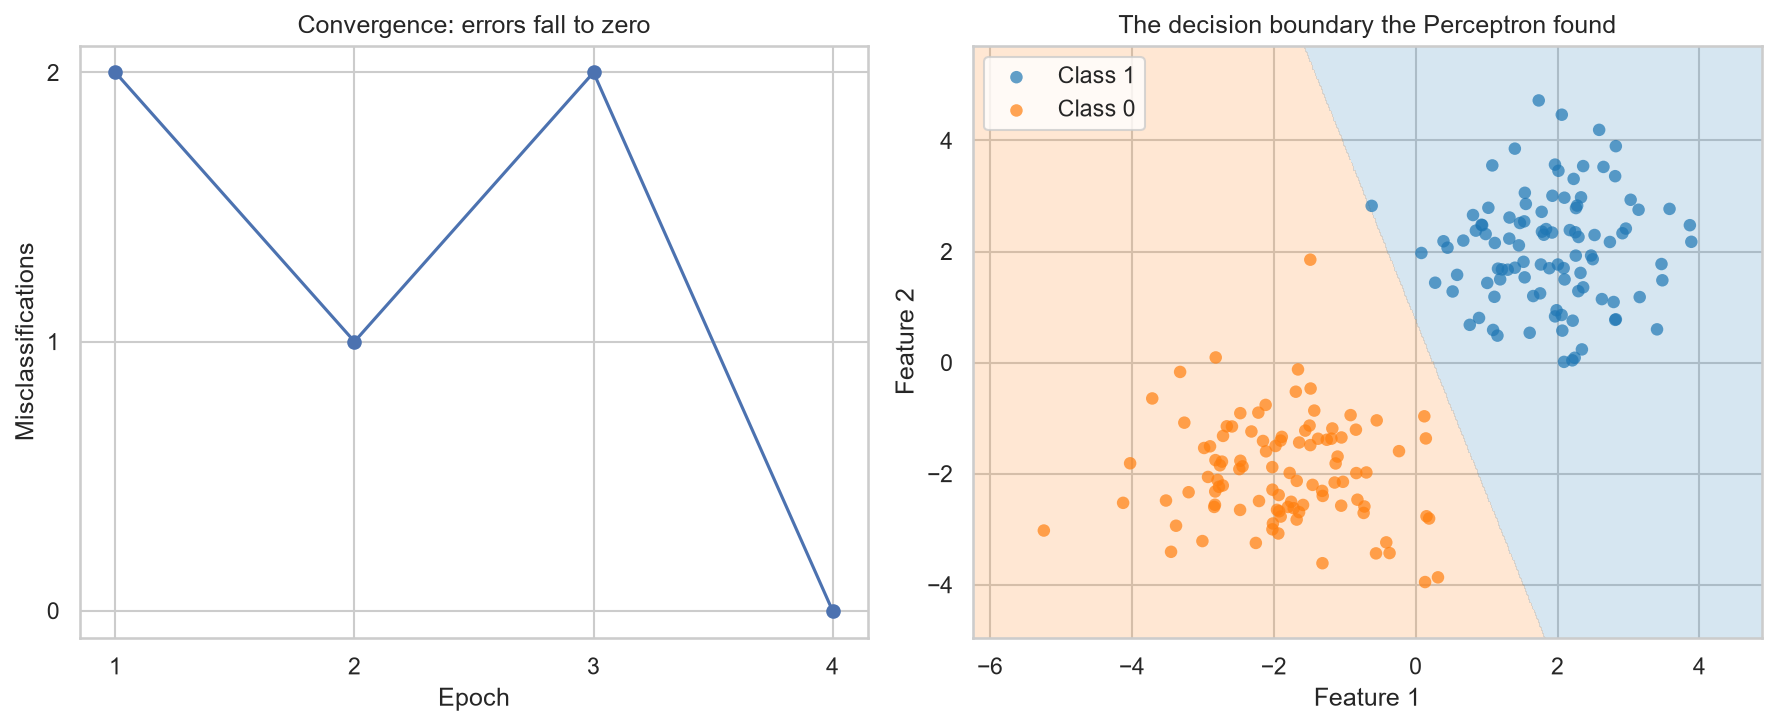 Convergence: errors fall to zero
2
1
0
Misclassifications
1 2 3 4
Epoch
The decision boundary the Perceptron found
Class 1
Class 0
4
2
0
−2
−4
Feature 2
−6 −4 −2 0 2 4
Feature 1